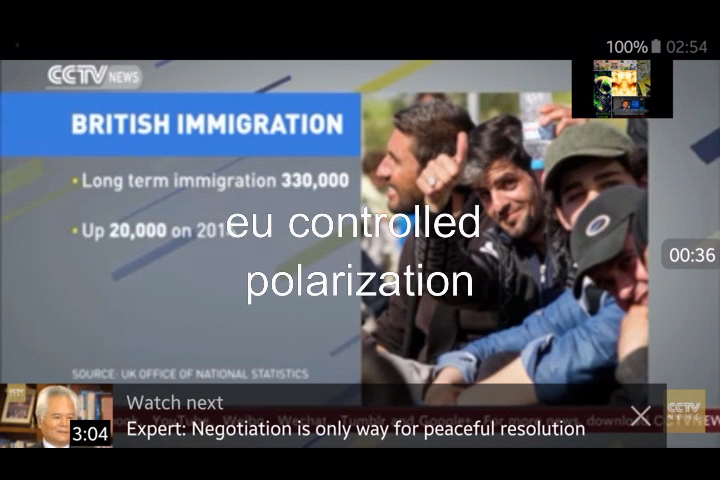 100% 02:54
CCTV NEWS
BRITISH IMMIGRATION
Long term immigration 330,000
Up 20,000 on
eu controlled
polarization
00:36
SOURCE: UK OFFICE OF NATIONAL STATISTICS
Watch next
CCTV NEWS
3:04 Expert: Negotiation is only way for peaceful resolution